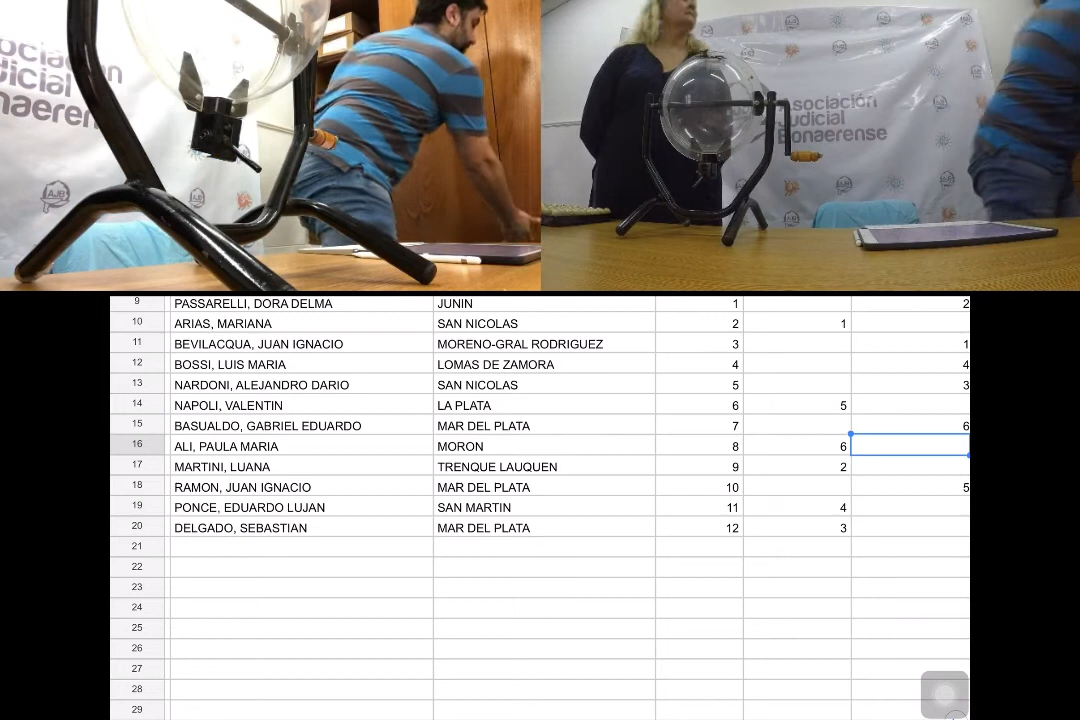 ociación
dicial
naeren
AJB
Asociación
Judicial
Bonaerense
9 PASSARELLI, DORA DELMA JUNIN 1 2
10 ARIAS, MARIANA SAN NICOLAS 2 1
11 BEVILACQUA, JUAN IGNACIO MORENO-GRAL RODRIGUEZ 3 1
12 BOSSI, LUIS MARIA LOMAS DE ZAMORA 4 4
13 NARDONI, ALEJANDRO DARIO SAN NICOLAS 5 3
14 NAPOLI, VALENTIN LA PLATA 6 5
15 BASUALDO, GABRIEL EDUARDO MAR DEL PLATA 7 6
16 ALI, PAULA MARIA MORON 8 6
17 MARTINI, LUANA TRENQUE LAUQUEN 9 2
18 RAMON, JUAN IGNACIO MAR DEL PLATA 10 5
19 PONCE, EDUARDO LUJAN SAN MARTIN 11 4
20 DELGADO, SEBASTIAN MAR DEL PLATA 12 3
21
22
23
24
25
26
27
28
29